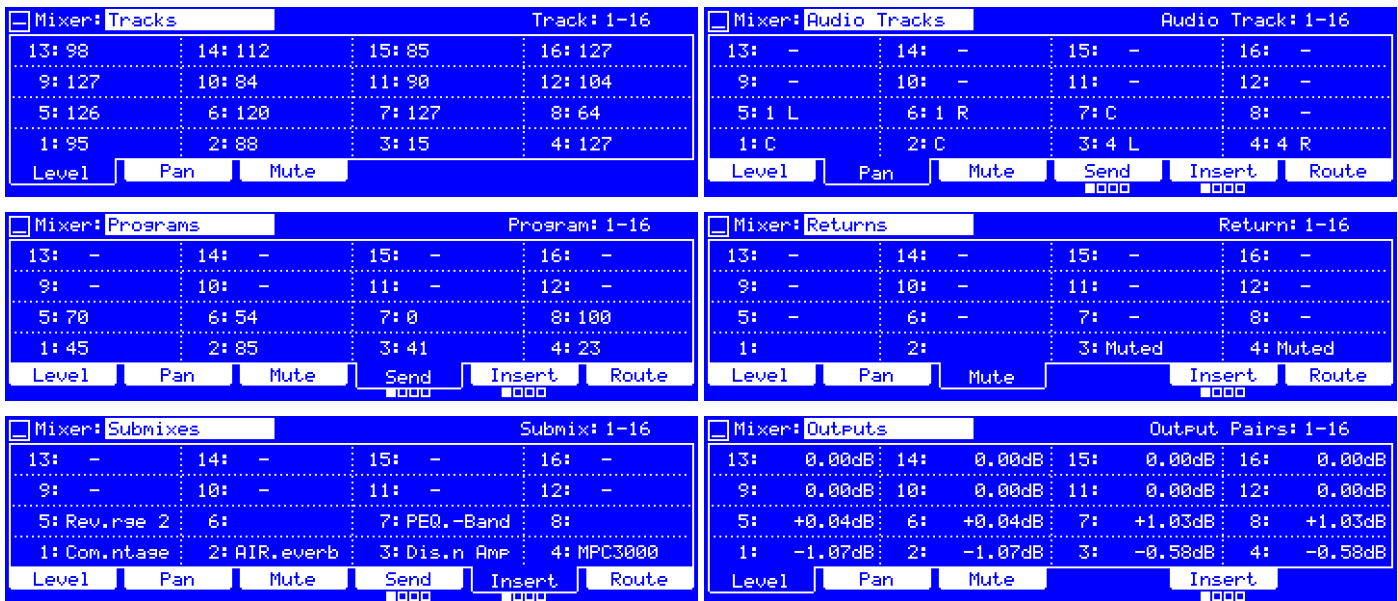 Mixer: Tracks Track: 1-16
13: 98 14: 112 15: 85 16: 127
9: 127 10: 84 11: 90 12: 104
5: 126 6: 120 7: 127 8: 64
1: 95 2: 88 3: 15 4: 127
Level Pan Mute
Mixer: Audio Tracks Audio Track: 1-16
13: - 14: - 15: - 16: -
9: - 10: - 11: - 12: -
5: 1 L 6: 1 R 7: C 8: -
1: C 2: C 3: 4 L 4: 4 R
Level Pan Mute Send Insert Route
Mixer: Programs Program: 1-16
13: - 14: - 15: - 16: -
9: - 10: - 11: - 12: -
5: 70 6: 54 7: 0 8: 100
1: 45 2: 85 3: 41 4: 23
Level Pan Mute Send Insert Route
Mixer: Returns Return: 1-16
13: - 14: - 15: - 16: -
9: - 10: - 11: - 12: -
5: - 6: - 7: - 8: -
1: 2: 3: Muted 4: Muted
Level Pan Mute Insert Route
Mixer: Submixes Submix: 1-16
13: - 14: - 15: - 16: -
9: - 10: - 11: - 12: -
5: Rev.rge 2 6: 7: PEQ.-Band 8:
1: Com.ntage 2: AIR.everb 3: Dis.n Amp 4: MPC3000
Level Pan Mute Send Insert Route
Mixer: Outputs Output Pairs: 1-16
13: 0.00dB 14: 0.00dB 15: 0.00dB 16: 0.00dB
9: 0.00dB 10: 0.00dB 11: 0.00dB 12: 0.00dB
5: +0.04dB 6: +0.04dB 7: +1.03dB 8: +1.03dB
1: -1.07dB 2: -1.07dB 3: -0.58dB 4: -0.58dB
Level Pan Mute Insert